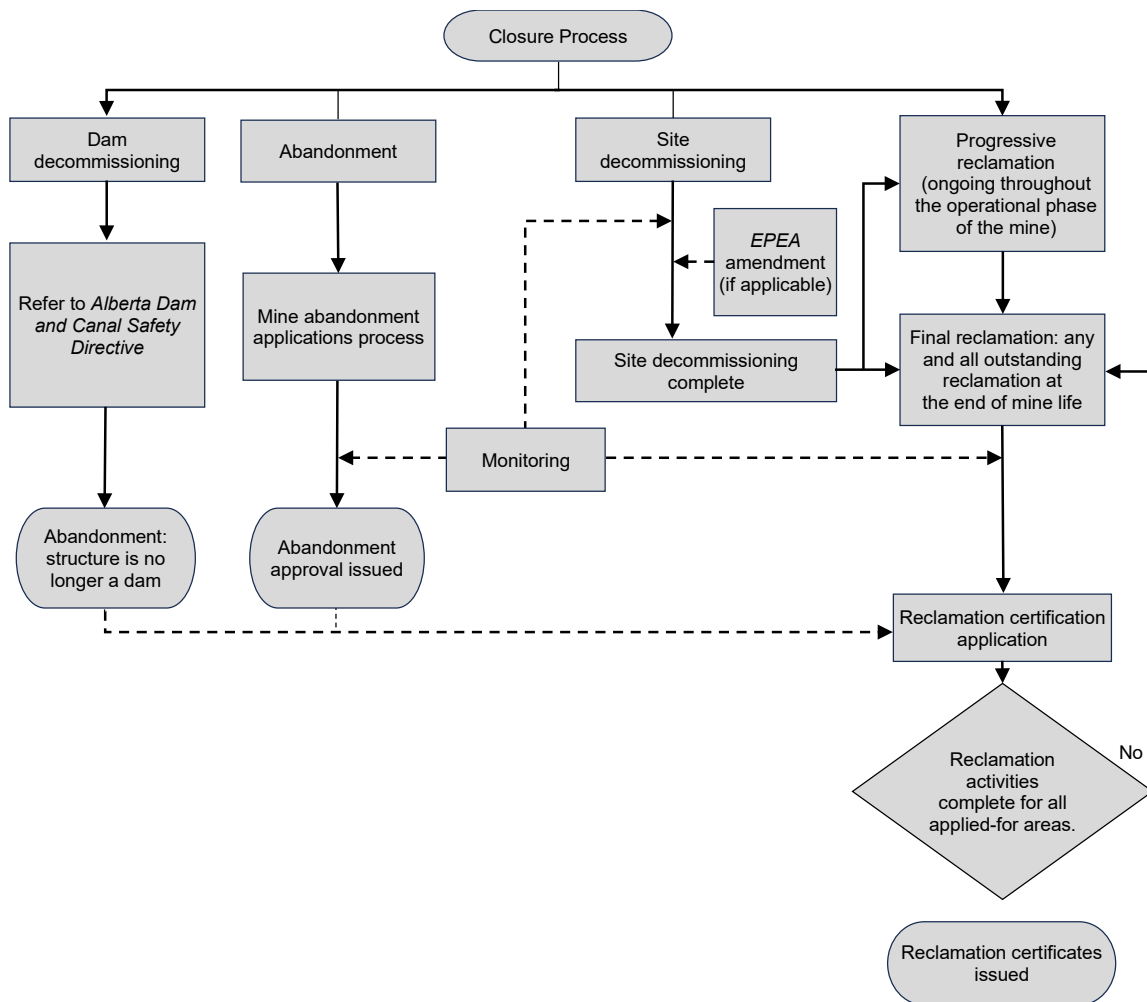 Closure Process
Dam
decommissioning
Abandonment
Site
decommissioning
Progressive
reclamation
(ongoing throughout
the operational phase
of the mine)
EPEA
amendment
(if applicable)
Refer to Alberta Dam
and Canal Safety
Directive
Mine abandonment
applications process
Site decommissioning
complete
Final reclamation: any
and all outstanding
reclamation at
the end of mine life
Monitoring
Abandonment:
structure is no
longer a dam
Abandonment
approval issued
Reclamation certification
application
Reclamation
activities
complete for all
applied-for areas.
No
Reclamation certificates
issued